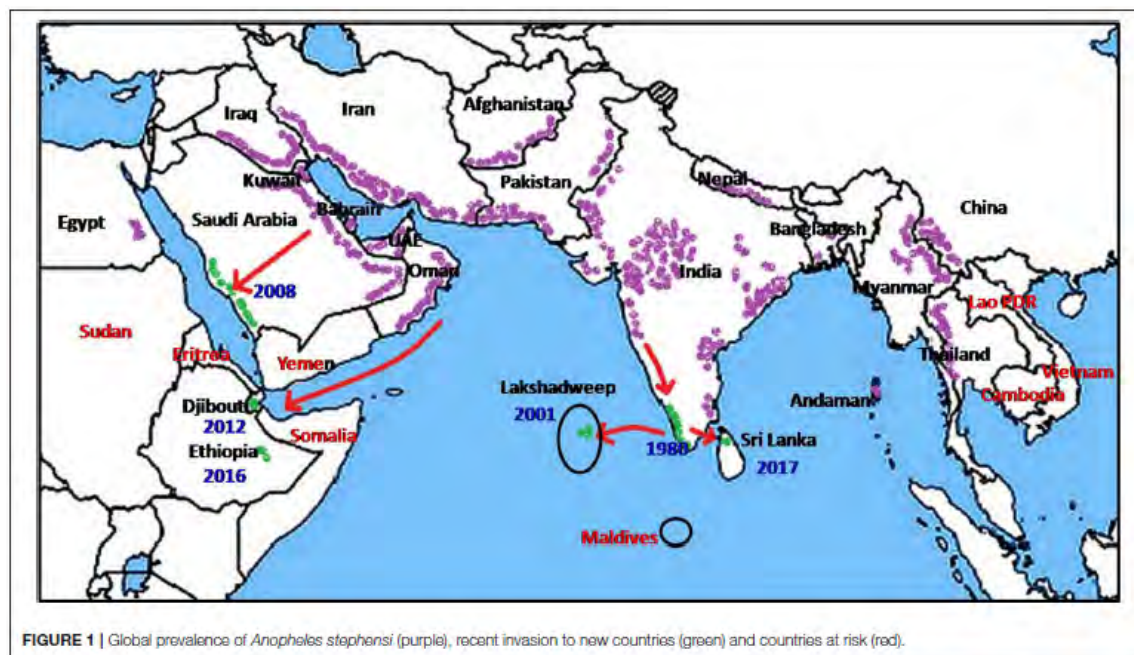 Iraq
Iran
Afghanistan
Kuwait
Pakistan
Nepal
China
Egypt
Saudi Arabia
Bahrain
UAE
Bangladesh
Oman
India
Myanmar
2008
Lao PDR
Sudan
Eritrea
Yemen
Thailand
Vietnam
Lakshadweep
Cambodia
Andaman
Djibouti
2001
2012
Somalia
Sri Lanka
Ethiopia
1980
2017
2016
Maldives
FIGURE 1 | Global prevalence of Anopheles stephensi (purple), recent invasion to new countries (green) and countries at risk (red).